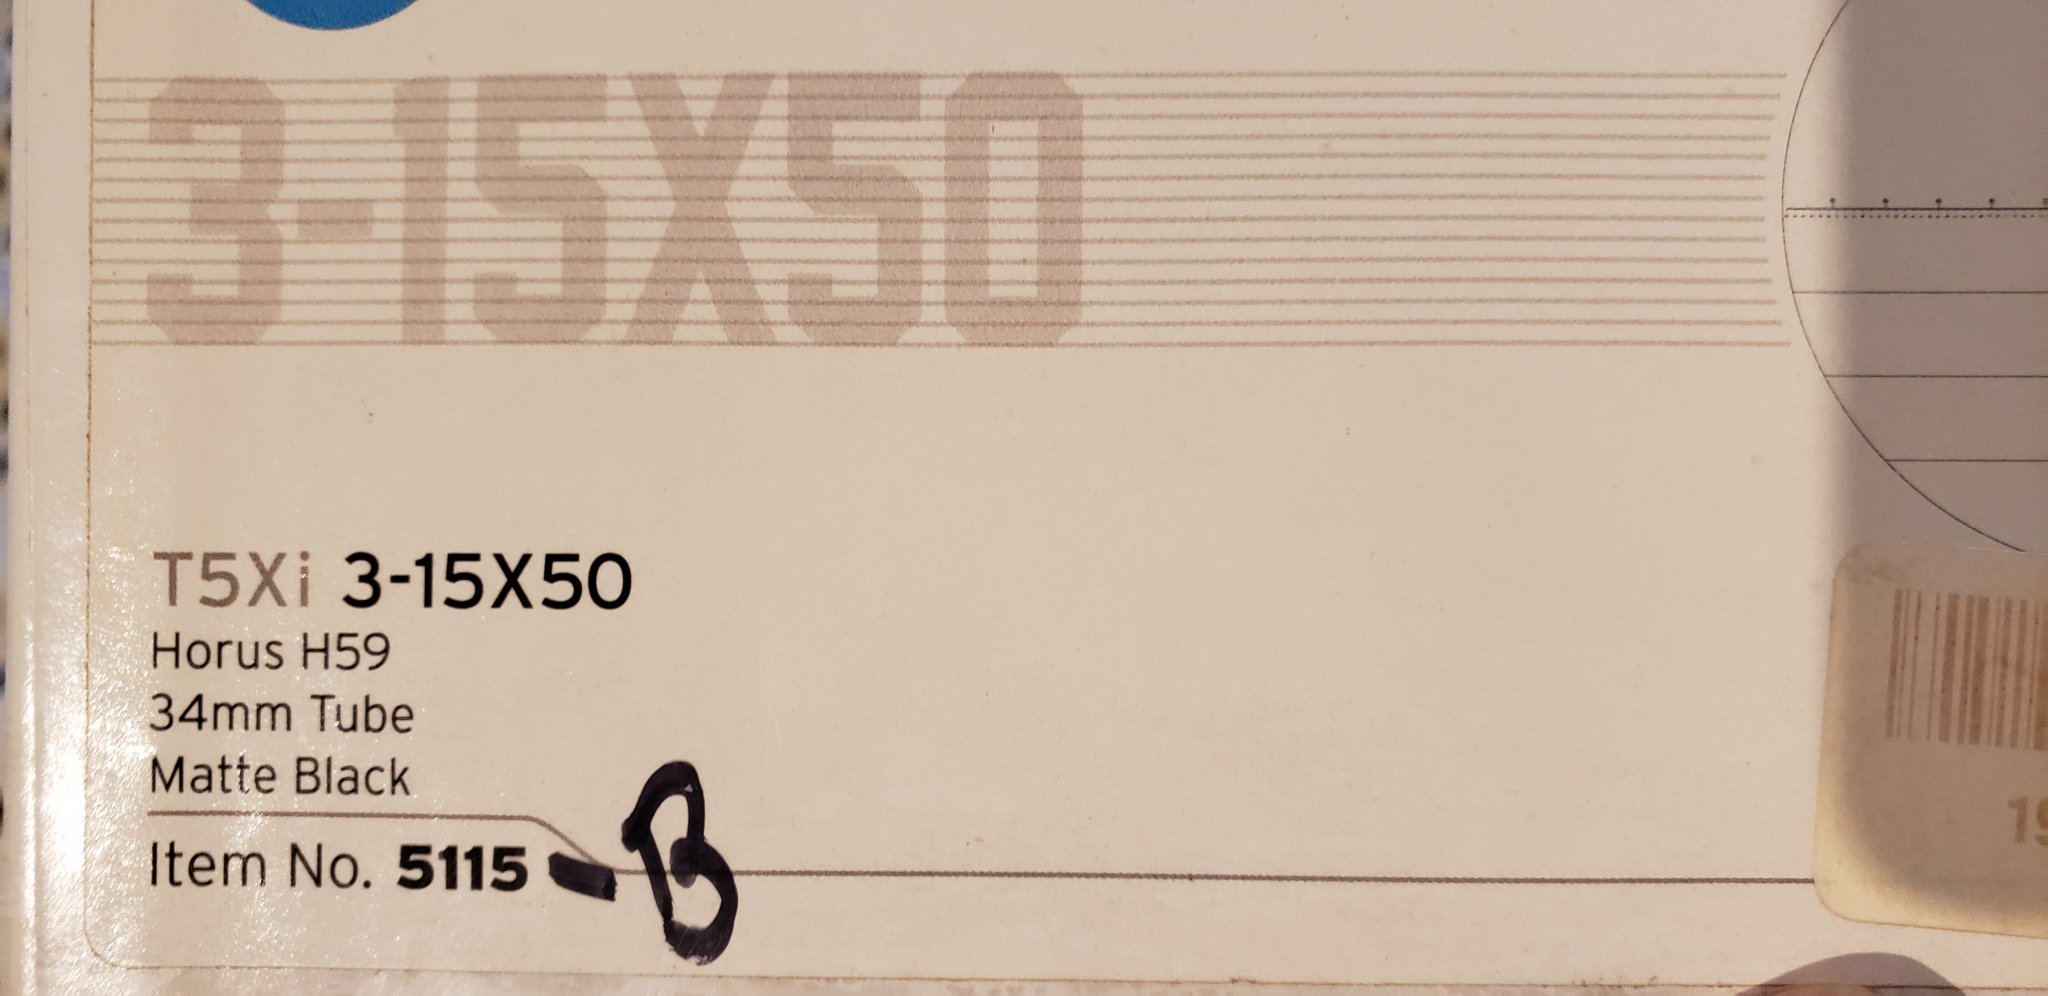 3-15X50
T5Xi 3-15X50
Horus H59
34mm Tube
Matte Black
Item No. 5115 -B